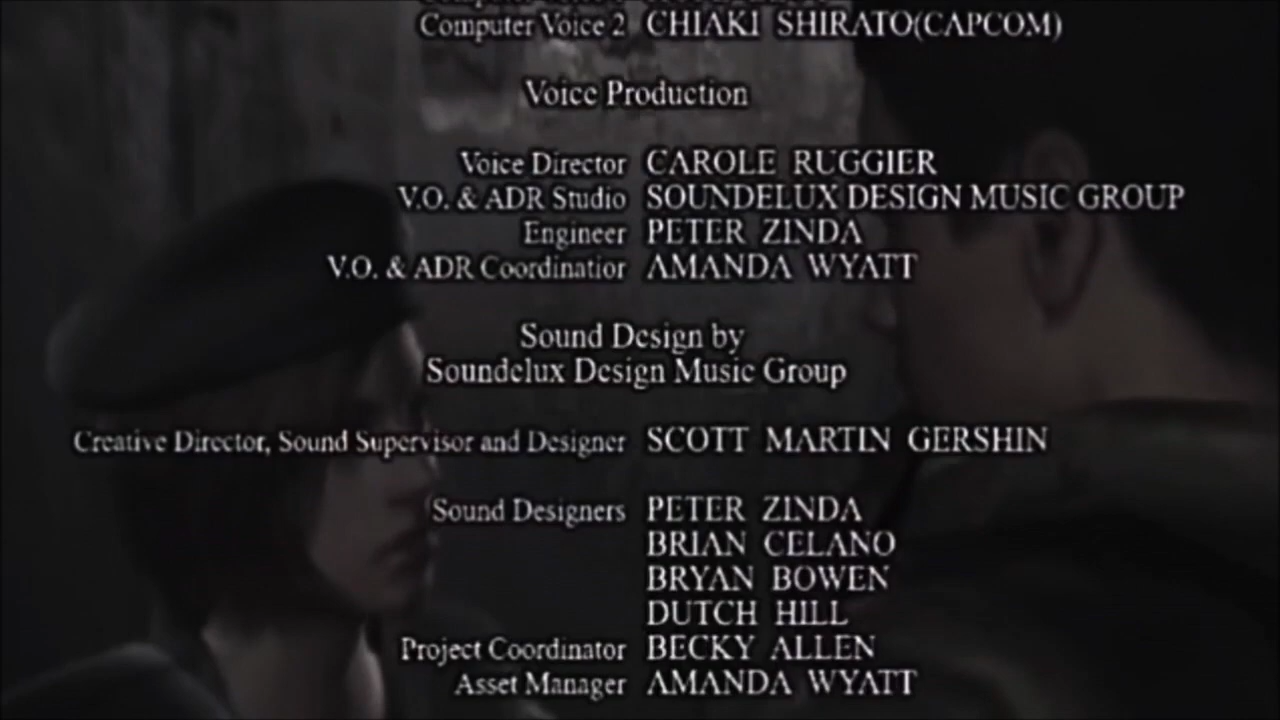 Computer Voice 2 CHIAKI SHIRATO(CAPCOM)
Voice Production
Voice Director CAROLE RUGGIER
V.O. & ADR Studio SOUNDELUX DESIGN MUSIC GROUP
Engineer PETER ZINDA
V.O. & ADR Coordinatior AMANDA WYATT
Sound Design by
Soundelux Design Music Group
Creative Director, Sound Supervisor and Designer SCOTT MARTIN GERSHIN
Sound Designers PETER ZINDA
BRIAN CELANO
BRYAN BOWEN
DUTCH HILL
Project Coordinator BECKY ALLEN
Asset Manager AMANDA WYATT